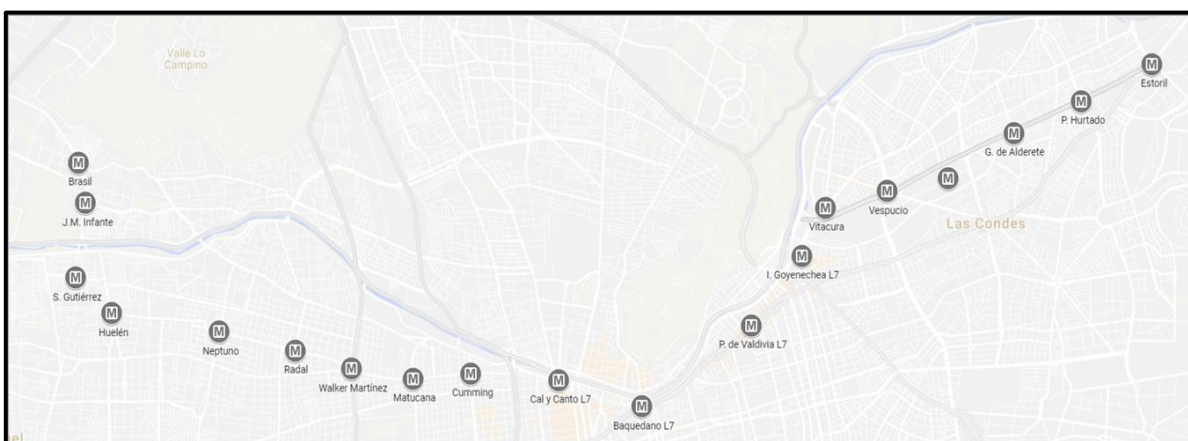 Valle Lo
Campino
M
Estoril
M
P. Hurtado
M
G. de Alderete
M
Brasil
M
J.M. Infante
M
M
Vespucio
M
Vitacura
Las Condes
M
I. Goyenechea L7
M
S. Gutiérrez
M
Huelén
M
P. de Valdivia L7
M
Neptuno
M
Radal
M
Walker Martínez
M
Matucana
M
Cumming
M
Cal y Canto L7
M
Baquedano L7